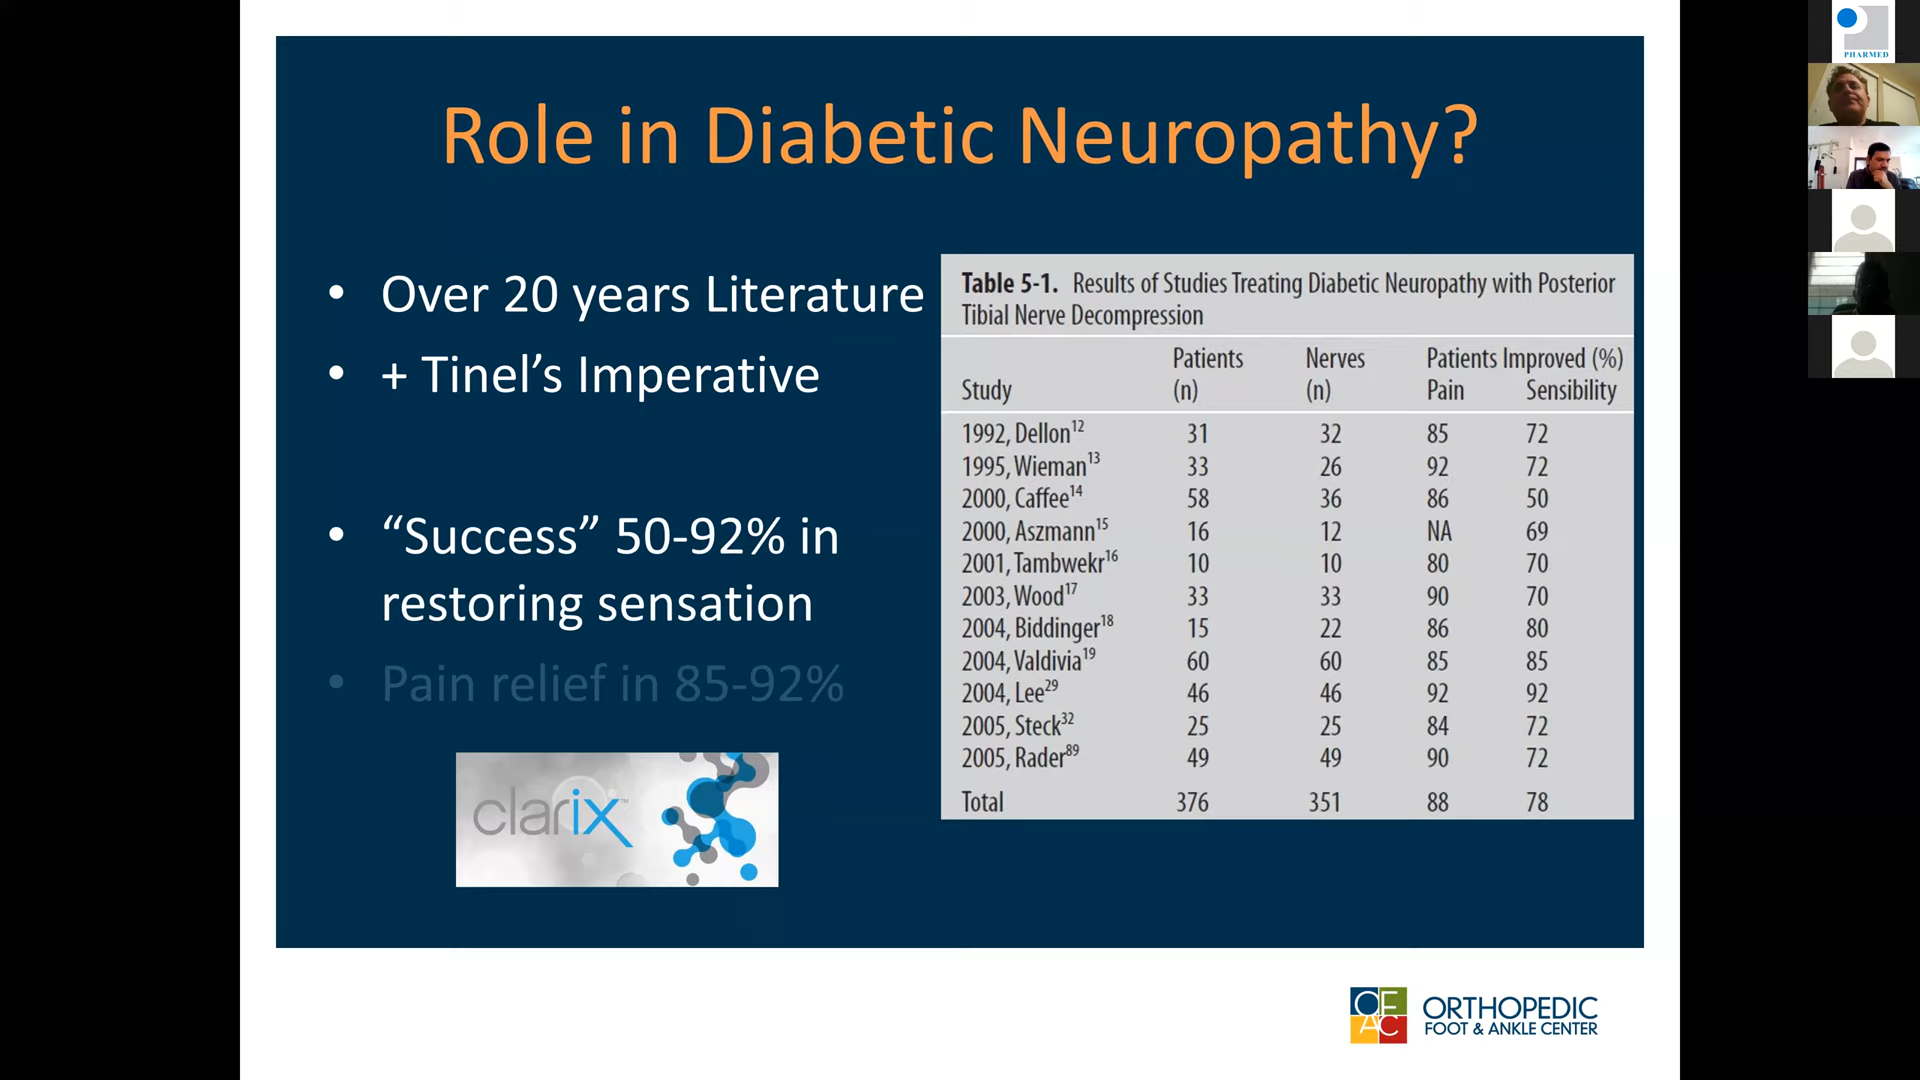 Role in Diabetic Neuropathy?
• Over 20 years Literature
• + Tinel’s Imperative
• “Success” 50-92% in
restoring sensation
• Pain relief in 85-92%
clarix™
Table 5-1. Results of Studies Treating Diabetic Neuropathy with Posterior
Tibial Nerve Decompression
Patients Nerves Patients Improved (%)
Study (n) (n) Pain Sensibility
1992, Dellon12 31 32 85 72
1995, Wieman13 33 26 92 72
2000, Caffee14 58 36 86 50
2000, Aszmann15 16 12 NA 69
2001, Tambwekr16 10 10 80 70
2003, Wood17 33 33 90 70
2004, Biddinger18 15 22 86 80
2004, Valdivia19 60 60 85 85
2004, Lee29 46 46 92 92
2005, Steck32 25 25 84 72
2005, Rader89 49 49 90 72
Total 376 351 88 78
OFAC
ORTHOPEDIC
FOOT & ANKLE CENTER
PHARMED